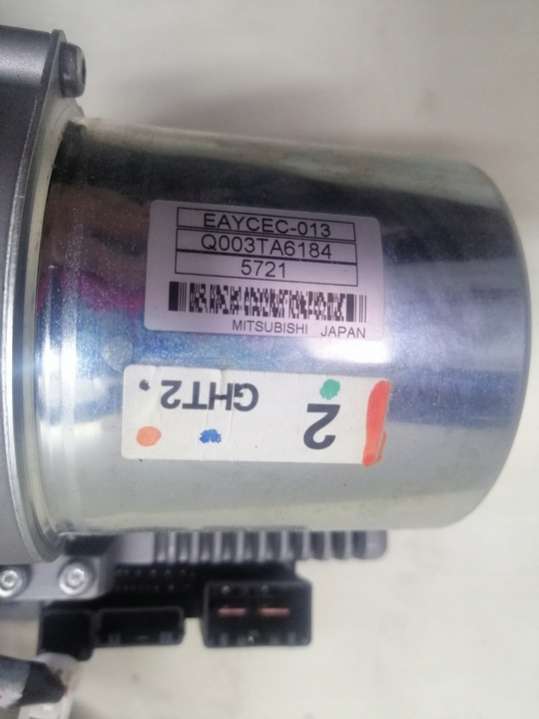 EAYCEC-013
Q003TA6184
5721
MITSUBISHI JAPAN
2 GHT2.